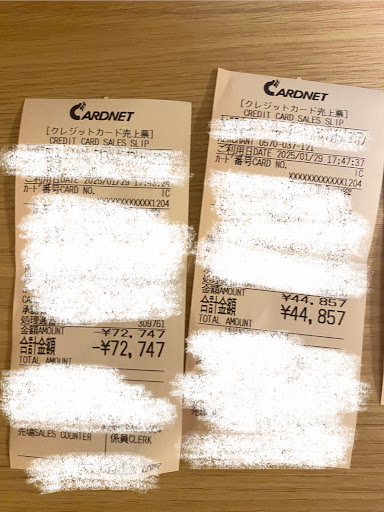 CARDNET
[クレジットカード売上票]
CREDIT CARD SALES SLIP
ご利用日DATE 2025/01/29
IC
カード番号CARD NO.
XXXXXXXXXXXX1204
309761
金額AMOUNT -¥72,747
合計金額 -¥72,747
TOTAL AMOUNT
売場SALES COUNTER 係員CLERK
CARDNET
[クレジットカード売上票]
CREDIT CARD SALES SLIP
0570-037-121
ご利用日DATE 2025/01/29 17:47:37
IC
カード番号CARD NO.
XXXXXXXXXXXX1204
金額AMOUNT ¥44,857
合計金額 ¥44,857
TOTAL AMOUNT